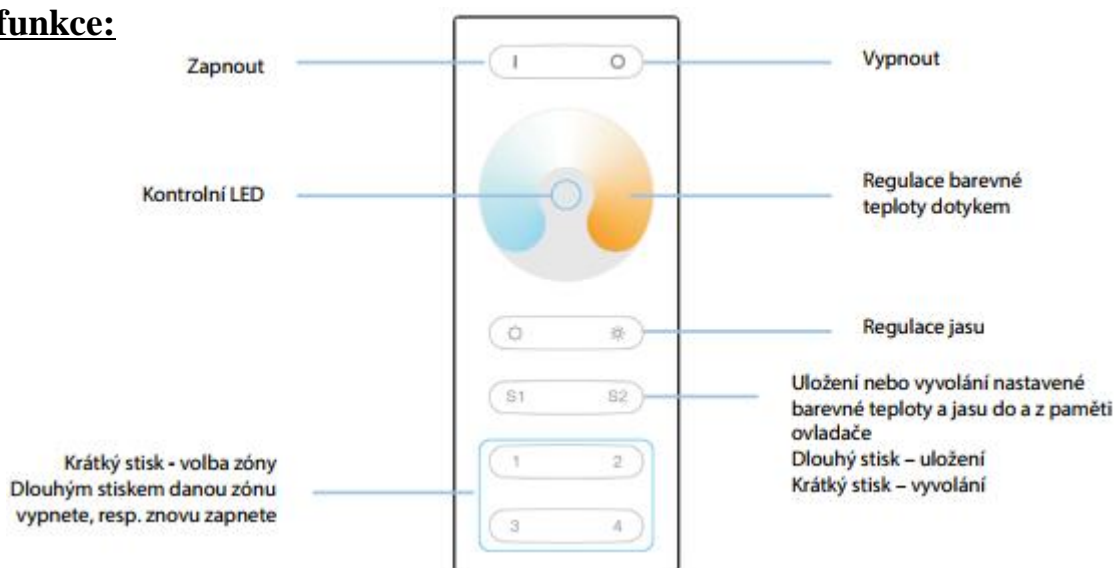 funkce:
Zapnout
I O
Vypnout
Kontrolní LED
Regulace barevné
teploty dotykem
Regulace jasu
S1 S2
Uložení nebo vyvolání nastavené
barevné teploty a jasu do a z paměti
ovladače
Dlouhý stisk – uložení
Krátký stisk – vyvolání
Krátký stisk - volba zóny
Dlouhým stiskem danou zónu
vypnete, resp. znovu zapnete
1 2
3 4